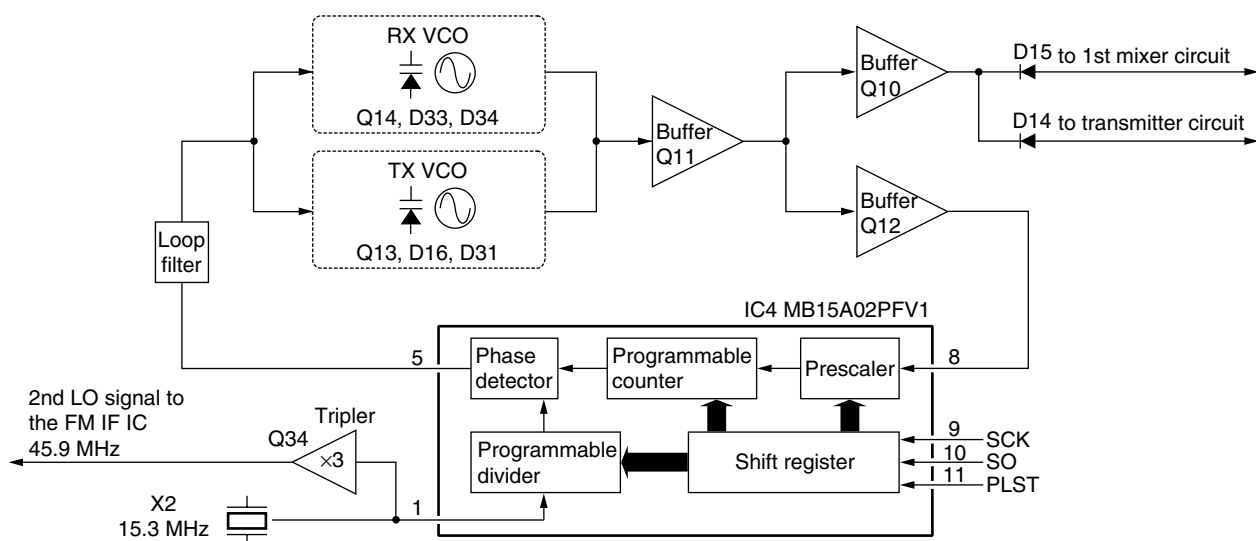 RX VCO
Q14, D33, D34
TX VCO
Q13, D16, D31
Loop
filter
Buffer
Q11
Buffer
Q10
Buffer
Q12
D15 to 1st mixer circuit
D14 to transmitter circuit
IC4 MB15A02PFV1
5
Phase
detector
Programmable
counter
Prescaler
8
2nd LO signal to
the FM IF IC
45.9 MHz
Tripler
Q34
×3
Programmable
divider
Shift register
9 SCK
10 SO
11 PLST
X2
15.3 MHz
1